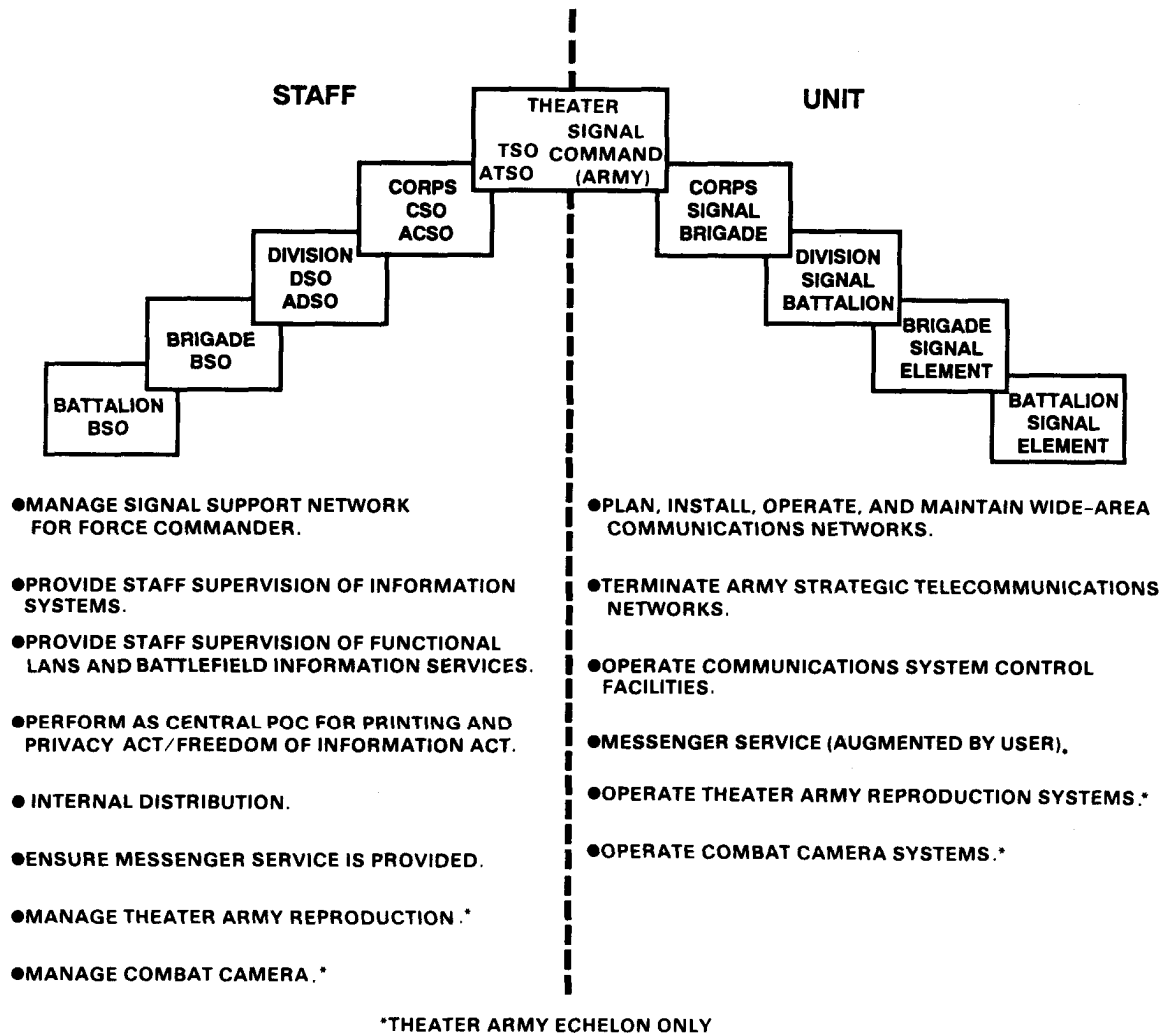 STAFF
UNIT
THEATER
TSO
ATSO
SIGNAL
COMMAND
(ARMY)
CORPS
CSO
ACSO
DIVISION
DSO
ADSO
BRIGADE
BSO
BATTALION
BSO
CORPS
SIGNAL
BRIGADE
DIVISION
SIGNAL
BATTALION
BRIGADE
SIGNAL
ELEMENT
BATTALION
SIGNAL
ELEMENT
●MANAGE SIGNAL SUPPORT NETWORK
FOR FORCE COMMANDER.
●PROVIDE STAFF SUPERVISION OF INFORMATION
SYSTEMS.
●PROVIDE STAFF SUPERVISION OF FUNCTIONAL
LANS AND BATTLEFIELD INFORMATION SERVICES.
●PERFORM AS CENTRAL POC FOR PRINTING AND
PRIVACY ACT/FREEDOM OF INFORMATION ACT.
● INTERNAL DISTRIBUTION.
●ENSURE MESSENGER SERVICE IS PROVIDED.
●MANAGE THEATER ARMY REPRODUCTION.*
●MANAGE COMBAT CAMERA.*
●PLAN, INSTALL, OPERATE, AND MAINTAIN WIDE-AREA
COMMUNICATIONS NETWORKS.
●TERMINATE ARMY STRATEGIC TELECOMMUNICATIONS
NETWORKS.
●OPERATE COMMUNICATIONS SYSTEM CONTROL
FACILITIES.
●MESSENGER SERVICE (AUGMENTED BY USER).
●OPERATE THEATER ARMY REPRODUCTION SYSTEMS.*
●OPERATE COMBAT CAMERA SYSTEMS.*
*THEATER ARMY ECHELON ONLY